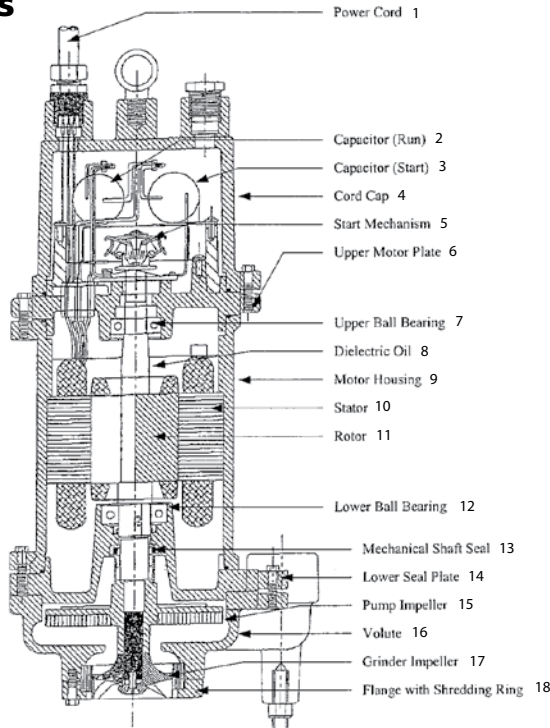 s
Power Cord 1
Capacitor (Run) 2
Capacitor (Start) 3
Cord Cap 4
Start Mechanism 5
Upper Motor Plate 6
Upper Ball Bearing 7
Dielectric Oil 8
Motor Housing 9
Stator 10
Rotor 11
Lower Ball Bearing 12
Mechanical Shaft Seal 13
Lower Seal Plate 14
Pump Impeller 15
Volute 16
Grinder Impeller 17
Flange with Shredding Ring 18